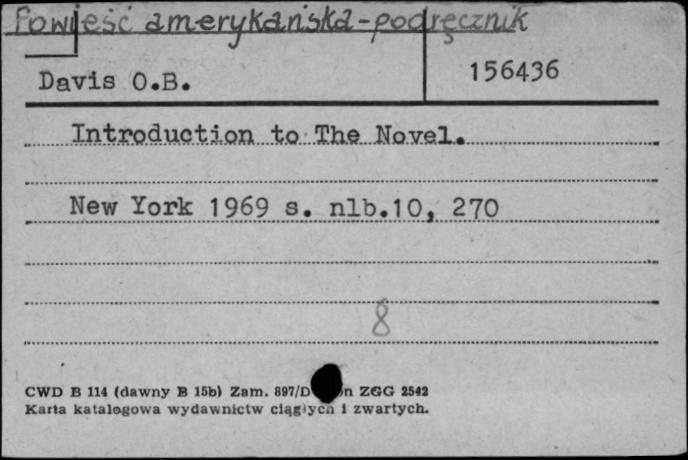 Powieść amerykańska-podręcznik
Davis O.B.
156436
Introduction to The Novel.
New York 1969 s. nlb.10, 270
8
CWD B 114 (dawny B 15b) Zam. 897/D n ZGG 2542
Karta katalogowa wydawnictw ciągłych i zwartych.